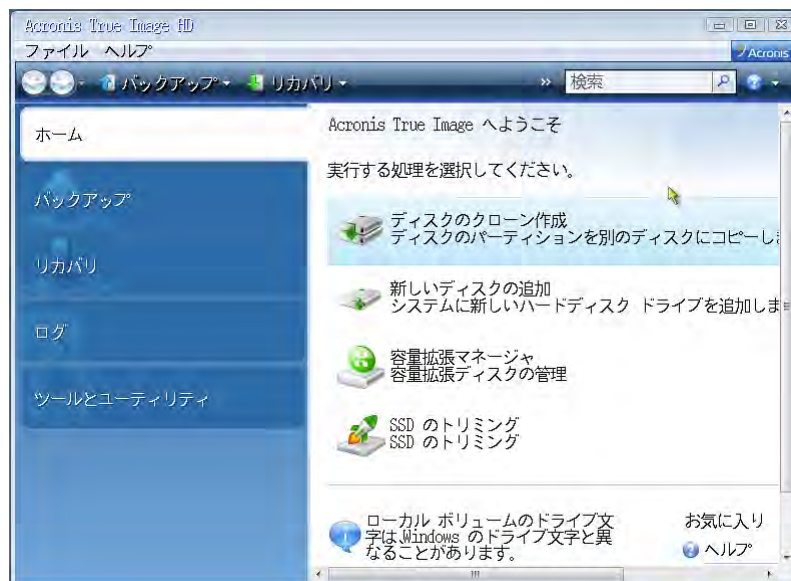 Acronis True Image HD
ファイル ヘルプ
Acronis
バックアップ リカバリ 検索
ホーム
バックアップ
リカバリ
ログ
ツールとユーティリティ
Acronis True Image へようこそ
実行する処理を選択してください。
ディスクのクローン作成
ディスクのパーティションを別のディスクにコピーし
新しいディスクの追加
システムに新しいハードディスク ドライブを追加しま
容量拡張マネージャ
容量拡張ディスクの管理
SSD のトリミング
SSD のトリミング
ローカル ボリュームのドライブ文
字は、Windows のドライブ文字と異
なることがあります。
お気に入り
ヘルプ